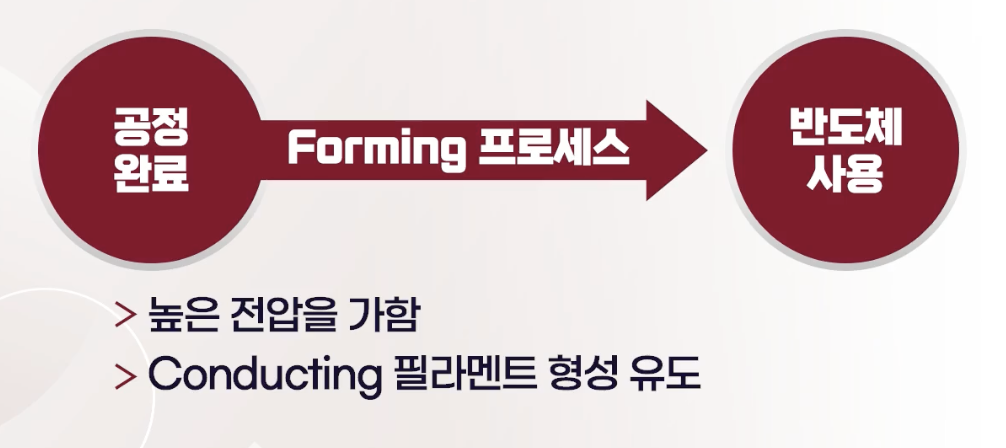 공정
완료
Forming 프로세스
반도체
사용
> 높은 전압을 가함
> Conducting 필라멘트 형성 유도